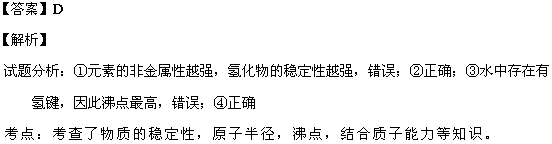 【答案】D
【解析】
试题分析：①元素的非金属性越强，氢化物的稳定性越强，错误；②正确；③水中存在有
氢键，因此沸点最高，错误；④正确
考点：考查了物质的稳定性，原子半径，沸点，结合质子能力等知识。